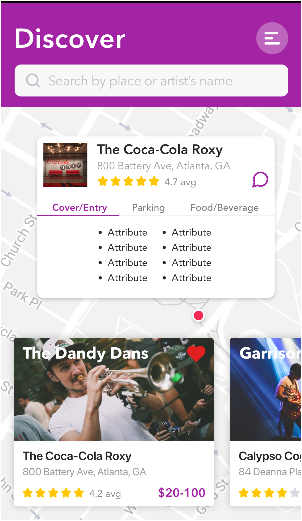 Discover
Search by place or artist's name
The Coca-Cola Roxy
800 Battery Ave, Atlanta, GA
4.7 avg
Cover/Entry Parking Food/Beverage
• Attribute • Attribute
• Attribute • Attribute
• Attribute • Attribute
• Attribute • Attribute
Church St
Park Pl
The Dandy Dans
Garriso
The Coca-Cola Roxy
800 Battery Ave, Atlanta, GA
4.2 avg
$20-100
Calypso Co
84 Deanna Pla